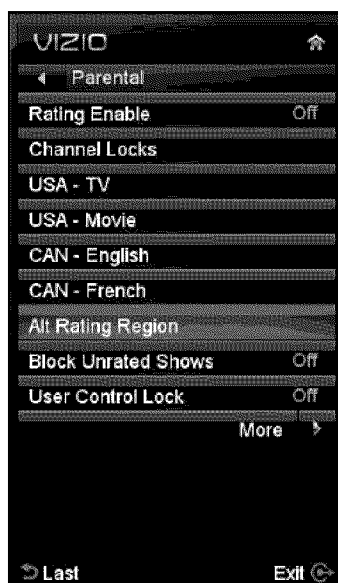 VIZIO
Parental
Rating Enable Off
Channel Locks
USA - TV
USA - Movie
CAN - English
CAN - French
Alt Rating Region
Block Unrated Shows Off
User Control Lock Off
More
Last Exit